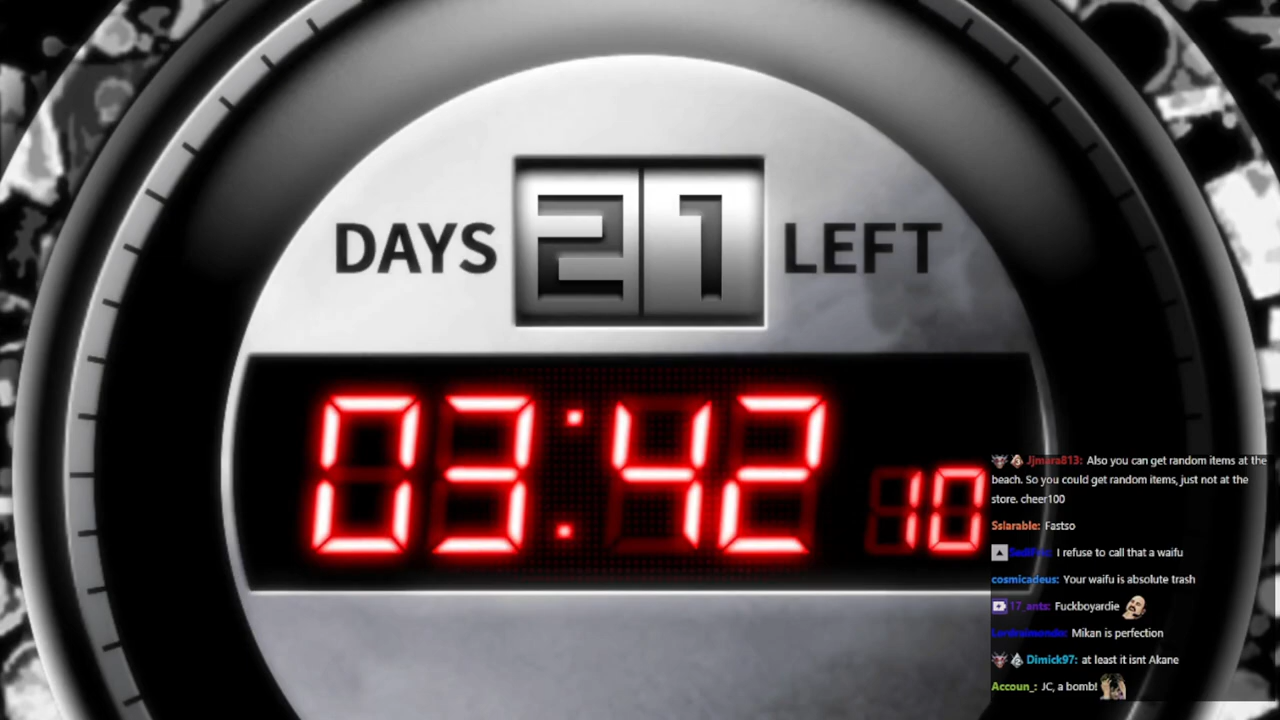 DAYS 21 LEFT
03:42 10
Jjmara813: Also you can get random items at the
beach. So you could get random items, just not at the
store. cheer100
Sslarable: Fastso
I refuse to call that a waifu
cosmicadeus: Your waifu is absolute trash
17_ants: Fuckboyardie
Mikan is perfection
Dimick97: at least it isnt Akane
Accoun_: JC, a bomb!